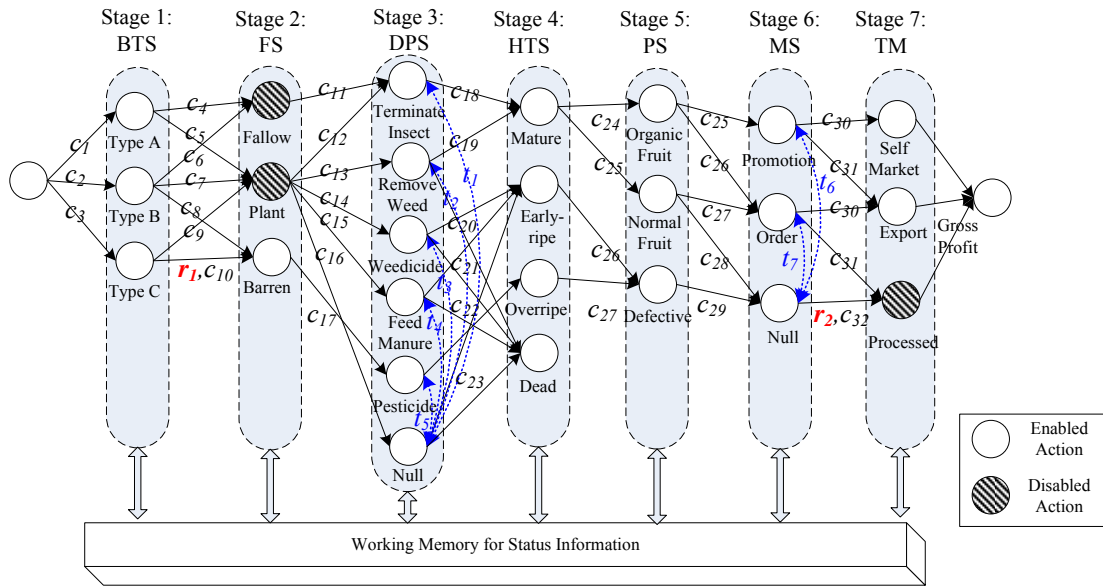 Stage 1:
BTS
Stage 2:
FS
Stage 3:
DPS
Stage 4:
HTS
Stage 5:
PS
Stage 6:
MS
Stage 7:
TM
c1
c2
c3
Type A
Type B
Type C
c4
c5
c6
c7
c8
c9
r1,c10
Fallow
Plant
Barren
c11
c12
c13
c14
c15
c16
c17
Terminate
Insect
Remove
Weed
Weedicide
Feed
Manure
Pesticide
Null
t1
t2
t3
t4
t5
c18
c19
c20
c21
c22
c23
Mature
Early-
ripe
Overripe
Dead
c24
c25
c26
c27
Organic
Fruit
Normal
Fruit
Defective
c25
c26
c27
c28
c29
Promotion
Order
Null
t6
t7
c30
c31
c30
c31
r2,c32
Self
Market
Export
Processed
Gross
Profit
Enabled
Action
Disabled
Action
Working Memory for Status Information